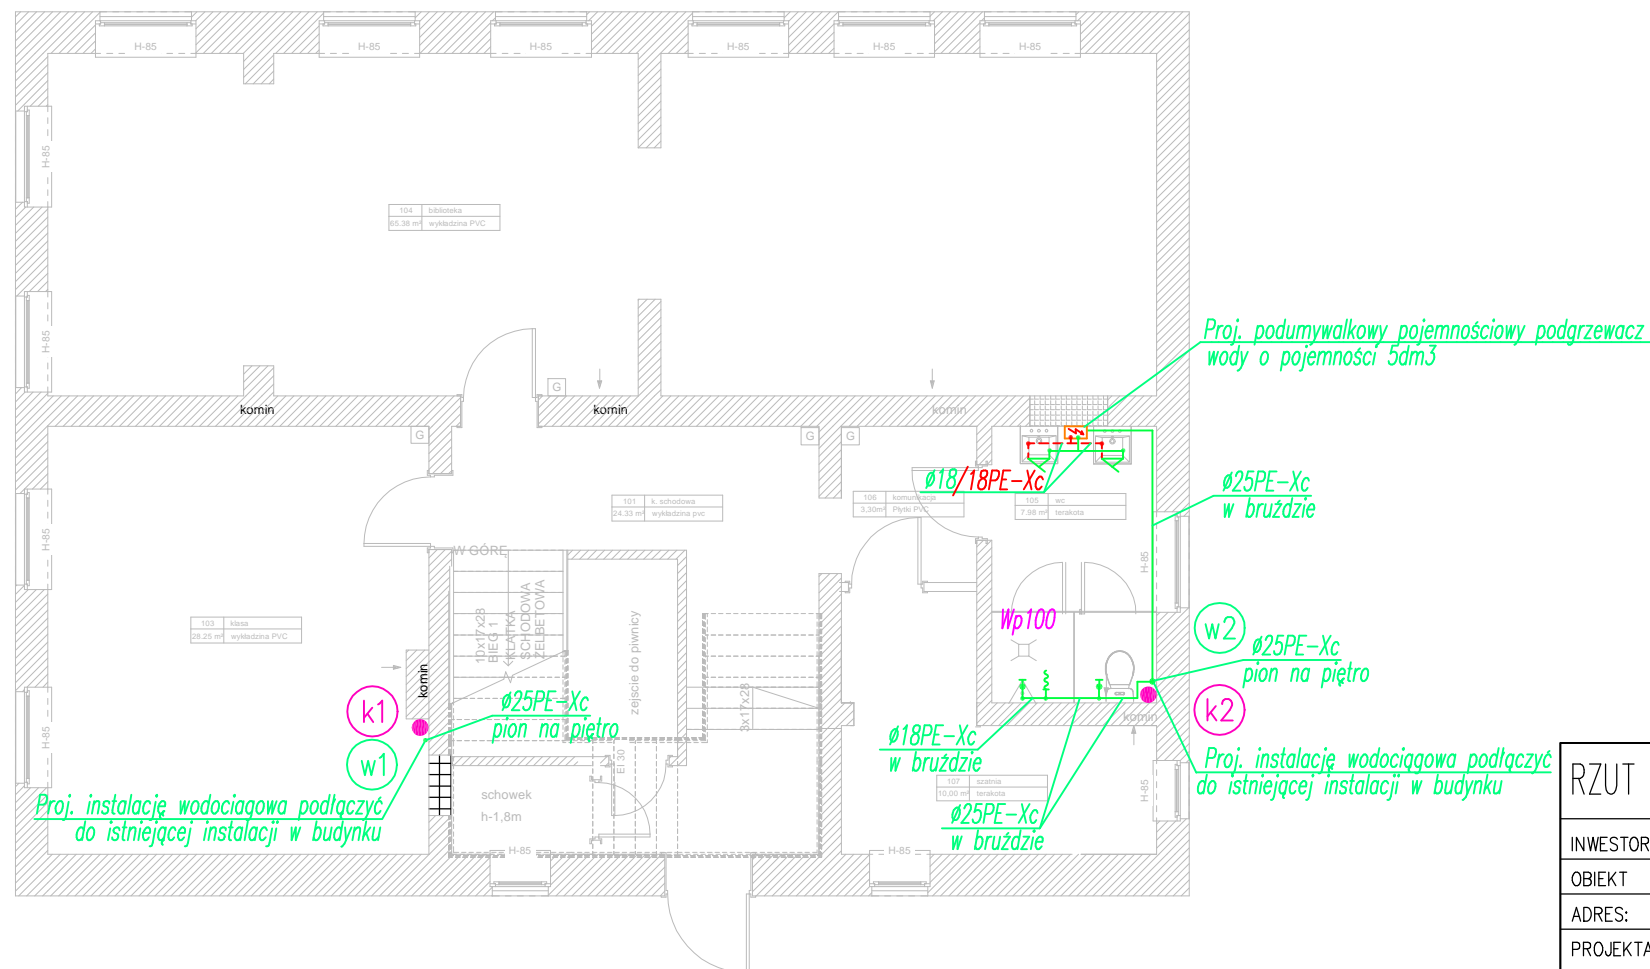 H-85
H-85
H-85
H-85
H-85
H-85
H-85
104 biblioteka
65.38 m² wykładzina PVC
H-85
Proj. podumywalkowy pojemnościowy podgrzewacz
wody o pojemności 5dm3
komin
G
komin
komin
G
G
G
ø18/18PE-Xc
ø25PE-Xc
w bruździe
101 k. schodowa
24.33 m² wykładzina pvc
106 komunikacja
3,30m² Płytki PVC
105 wc
7.98 m² terakota
H-85
W GÓRĘ
H-85
10x17x28
BIEG 1
KLATKA
SCHODOWA
ŻELBETOWA
zejście do piwnicy
103 klasa
28.25 m² wykładzina PVC
Wp100
w2
ø25PE-Xc
pion na piętro
komin
k1
ø25PE-Xc
pion na piętro
3x17x28
k2
komin
H-85
w1
EI 30
ø18PE-Xc
w bruździe
Proj. instalację wodociągowa podłączyć
do istniejącej instalacji w budynku
107 szatnia
10,00 m² terakota
H-85
Proj. instalację wodociągowa podłączyć
do istniejącej instalacji w budynku
schowek
h-1,8m
ø25PE-Xc
w bruździe
H-85
H-85
RZUT
INWESTOR
OBIEKT
ADRES:
PROJEKTA